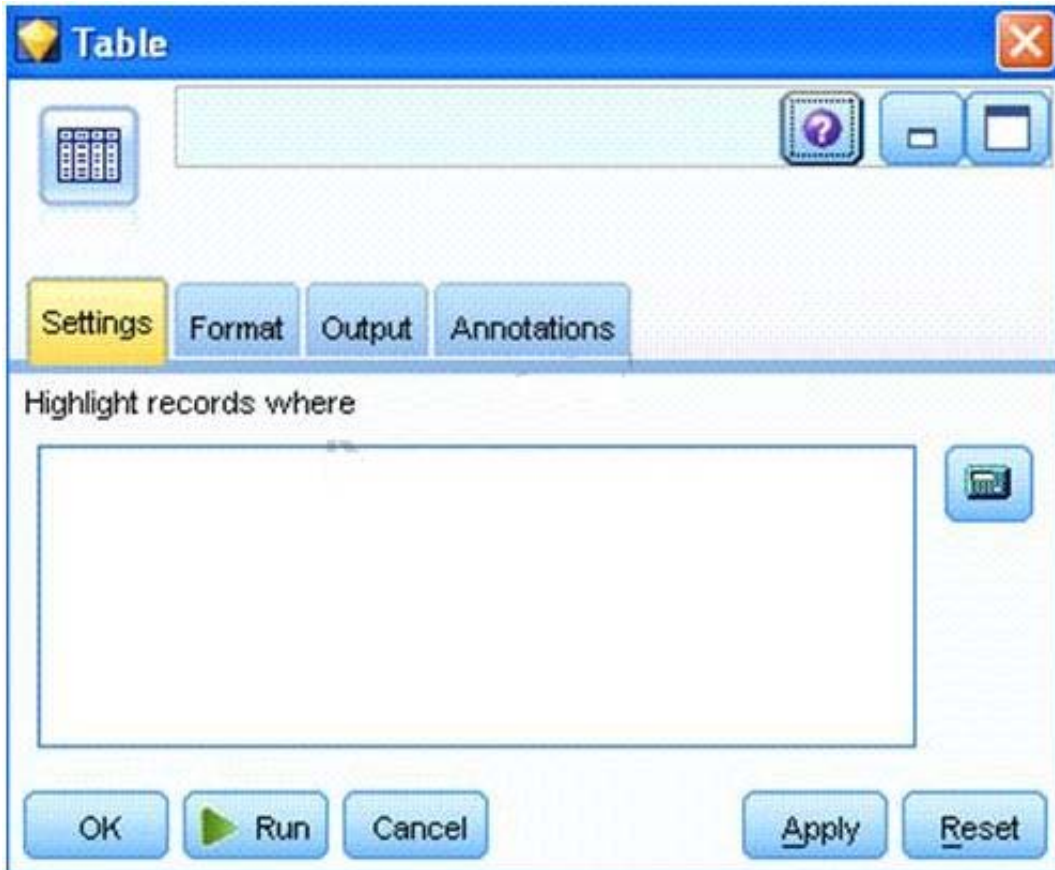 Table
?
Settings Format Output Annotations
Highlight records where
OK Run Cancel Apply Reset